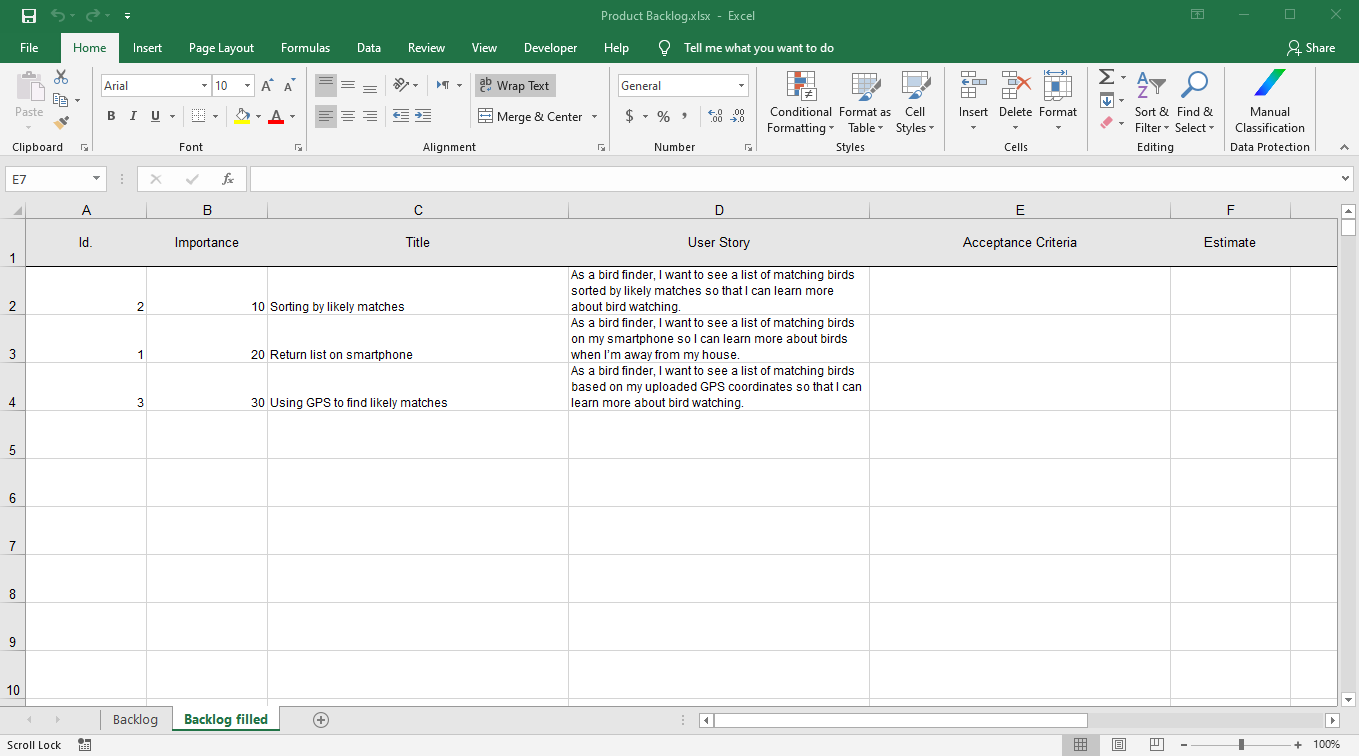 Product Backlog.xlsx - Excel
File Home Insert Page Layout Formulas Data Review View Developer Help Tell me what you want to do Share
Paste
Arial 10 A A
B I U A
Wrap Text
Merge & Center
General
$ % , .00 .00
Conditional Formatting
Format as Table
Cell Styles
Insert Delete Format
Sort & Filter
Find & Select
Manual Classification
Clipboard Font Alignment Number Styles Cells Editing Data Protection
E7 fx
A B C D E F
1 Id. Importance Title User Story Acceptance Criteria Estimate
2 2 10 Sorting by likely matches
As a bird finder, I want to see a list of matching birds
sorted by likely matches so that I can learn more
about bird watching.
3 1 20 Return list on smartphone
As a bird finder, I want to see a list of matching birds
on my smartphone so I can learn more about birds
when I'm away from my house.
4 3 30 Using GPS to find likely matches
As a bird finder, I want to see a list of matching birds
based on my uploaded GPS coordinates so that I can
learn more about bird watching.
5
6
7
8
9
10
Backlog Backlog filled
Scroll Lock 100%